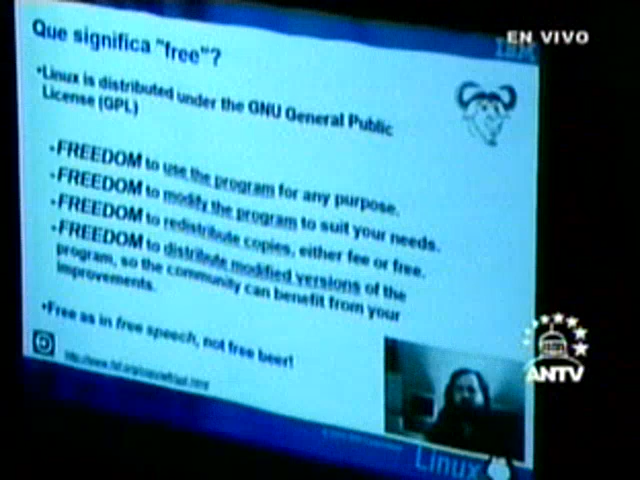 EN VIVO
IBM
Que significa "free"?
•Linux is distributed under the GNU General Public
License (GPL)
•FREEDOM to use the program for any purpose.
•FREEDOM to modify the program to suit your needs.
•FREEDOM to redistribute copies, either fee or free.
•FREEDOM to distribute modified versions of the
program, so the community can benefit from your
improvements.
•Free as in free speech, not free beer!
ANTV
Linux